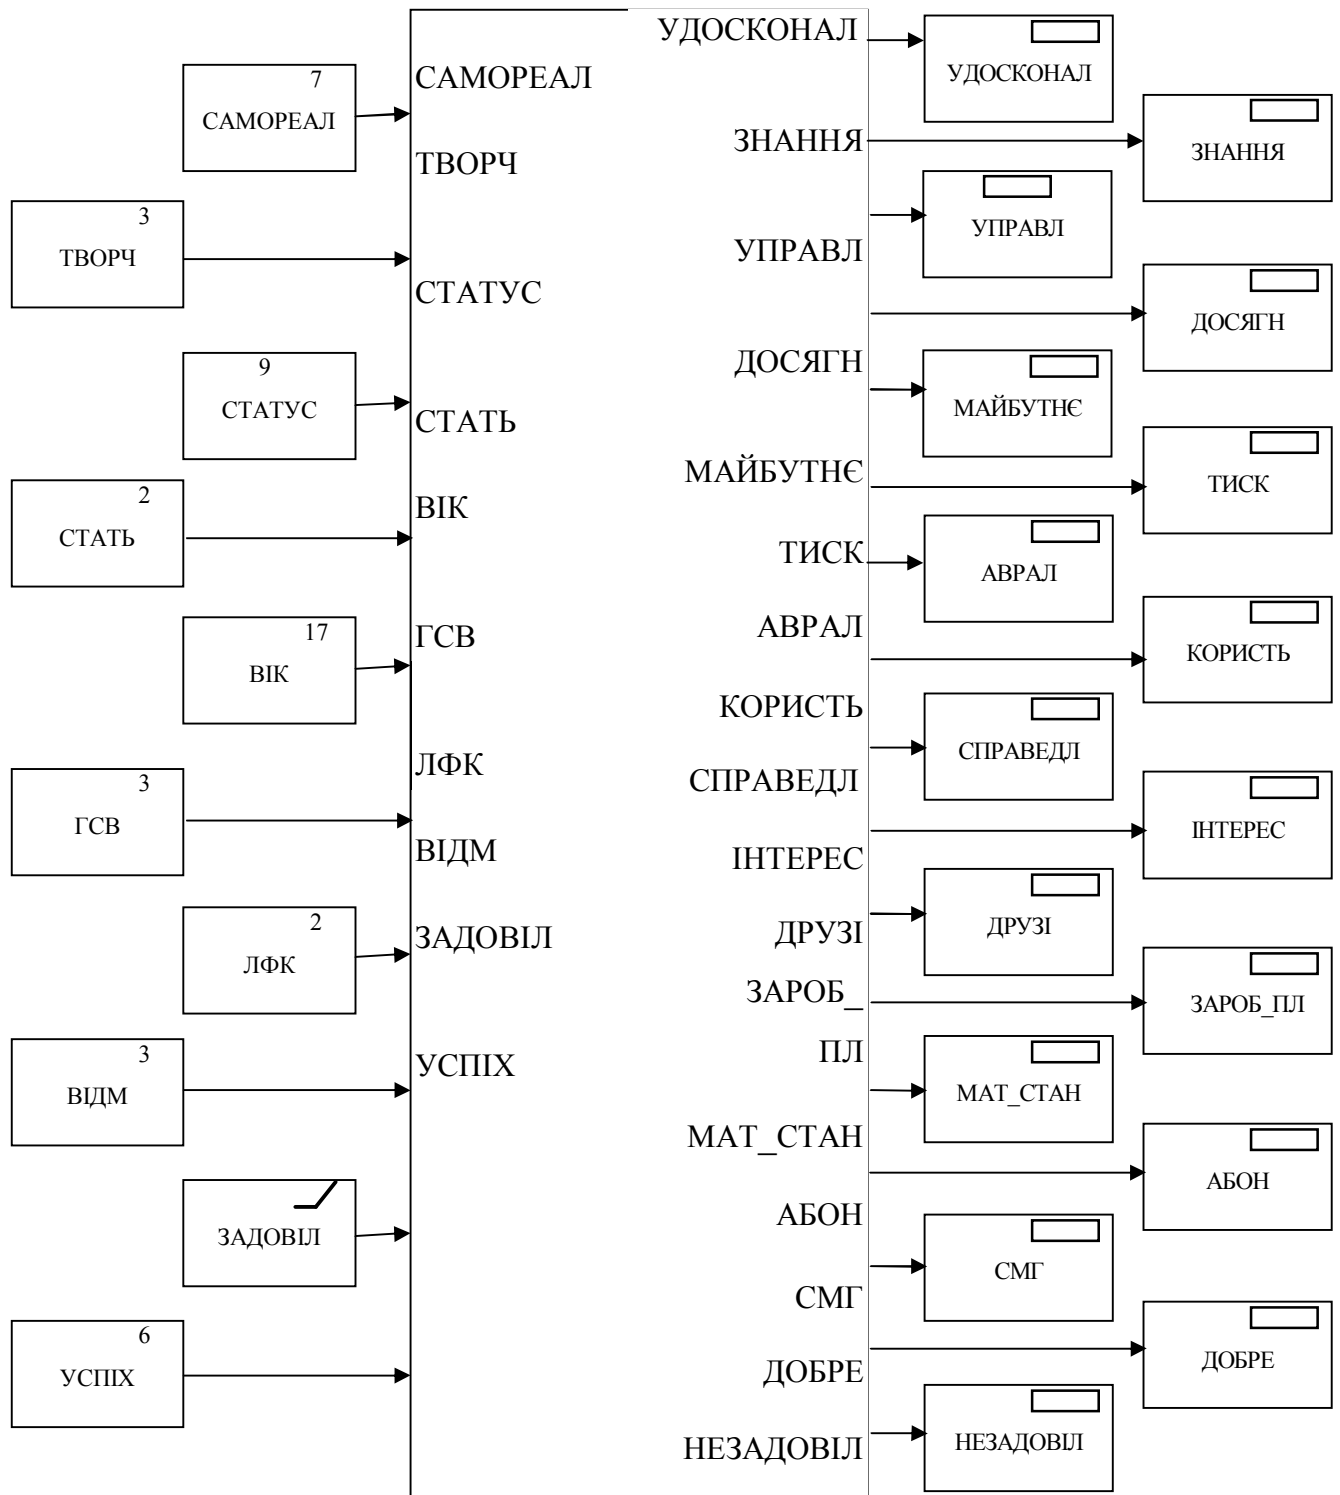 7
САМОРЕАЛ
3
ТВОРЧ
9
СТАТУС
2
СТАТЬ
17
ВІК
3
ГСВ
2
ЛФК
3
ВІДМ
ЗАДОВІЛ
6
УСПІХ
САМОРЕАЛ
ТВОРЧ
СТАТУС
СТАТЬ
ВІК
ГСВ
ЛФК
ВІДМ
ЗАДОВІЛ
УСПІХ
УДОСКОНАЛ
ЗНАННЯ
УПРАВЛ
ДОСЯГН
МАЙБУТНЄ
ТИСК
АВРАЛ
КОРИСТЬ
СПРАВЕДЛ
ІНТЕРЕС
ДРУЗІ
ЗАРОБ_
ПЛ
МАТ_СТАН
АБОН
СМГ
ДОБРЕ
НЕЗАДОВІЛ
УДОСКОНАЛ
ЗНАННЯ
УПРАВЛ
ДОСЯГН
МАЙБУТНЄ
ТИСК
АВРАЛ
КОРИСТЬ
СПРАВЕДЛ
ІНТЕРЕС
ДРУЗІ
ЗАРОБ_ПЛ
МАТ_СТАН
АБОН
СМГ
ДОБРЕ
НЕЗАДОВІЛ